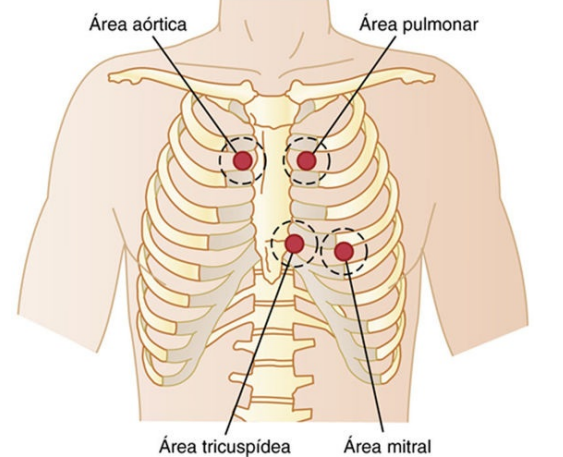 Área aórtica
Área pulmonar
Área tricuspídea
Área mitral